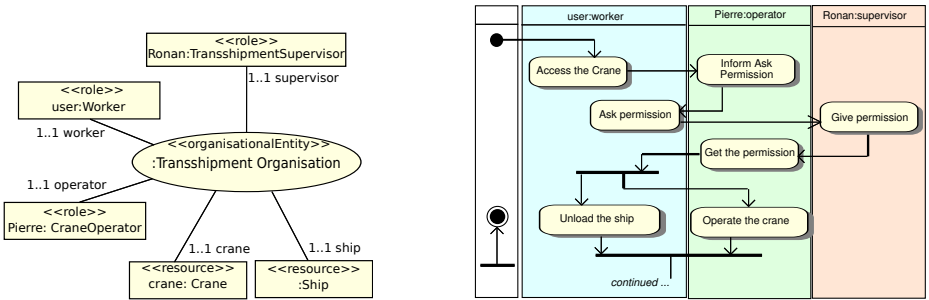 <<role>>
Ronan:TransshipmentSupervisor
1..1 supervisor
<<role>>
user:Worker
1..1 worker
<<organisationalEntity>>
:Transshipment Organisation
1..1 operator
<<role>>
Pierre: CraneOperator
1..1 crane
1..1 ship
<<resource>>
crane: Crane
<<resource>>
:Ship
user:worker
Pierre:operator
Ronan:supervisor
Access the Crane
Inform Ask
Permission
Ask permission
Give permission
Get the permission
Unload the ship
Operate the crane
continued ...